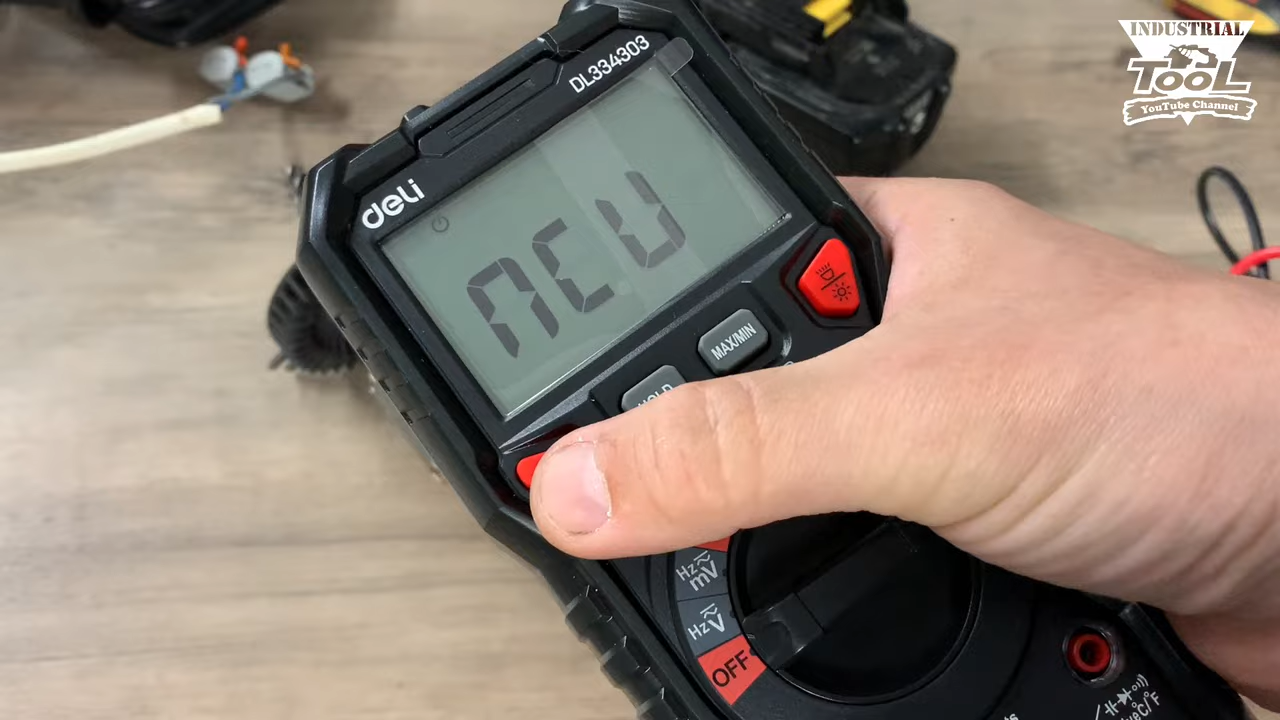 INDUSTRIAL
TOOL
YouTube Channel
DL334303
deli
NCV
MAX/MIN
Hz mV
Hz V
OFF